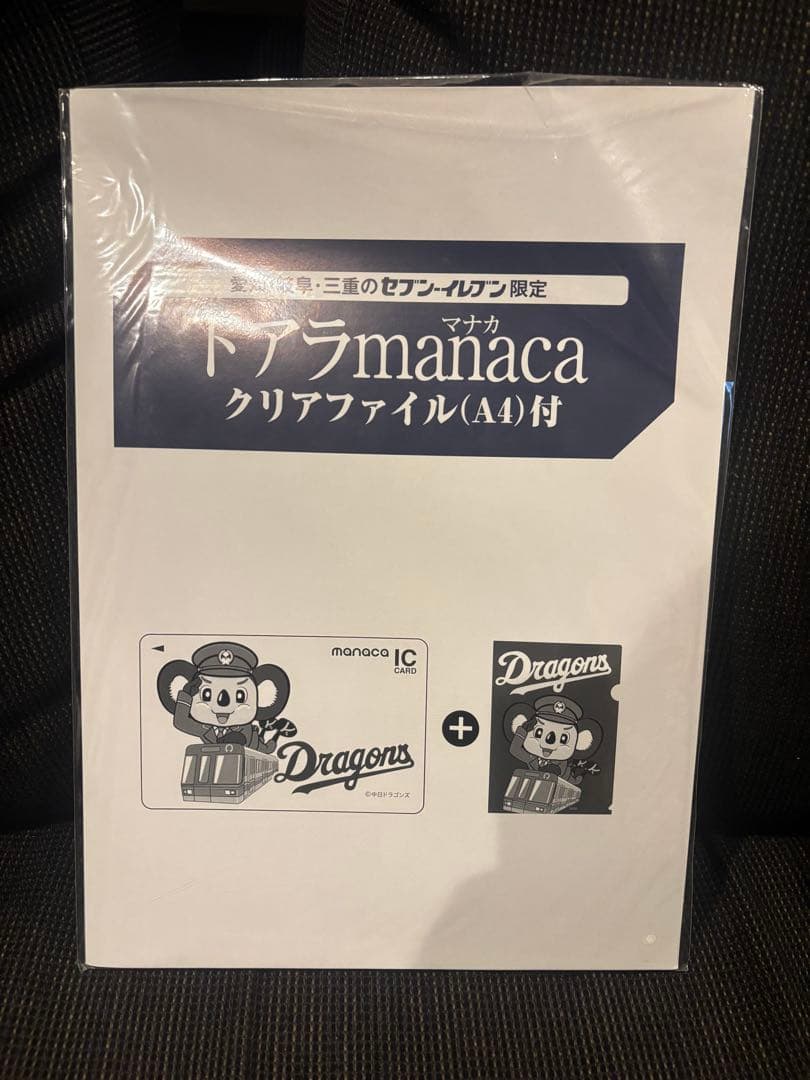 愛知・岐阜・三重のセブン-イレブン限定
マナカ
トアラmanaca
クリアファイル(A4)付
manaca IC
CARD
Dragons
©中日ドラゴンズ
+
Dragons